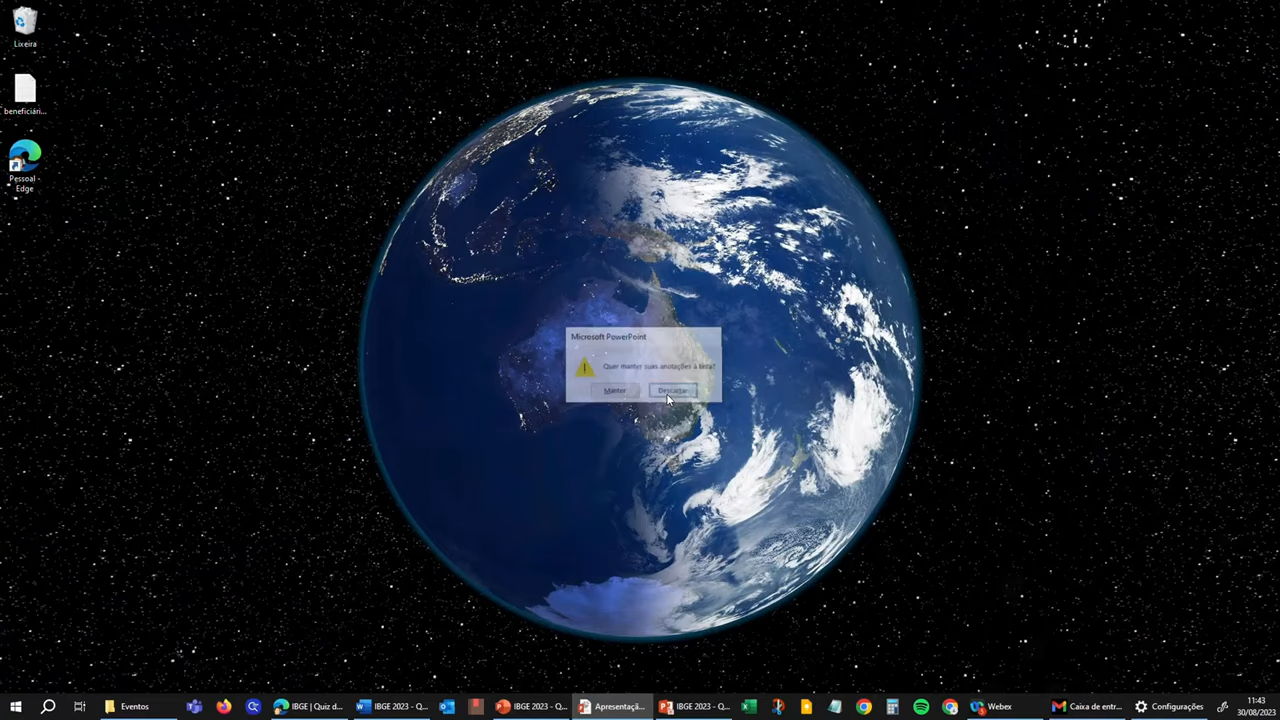 Lixeira
beneficiári...
Pessoal -
Edge
Microsoft PowerPoint
Quer manter suas anotações à tinta?
Manter
Descartar
Eventos
IBGE | Quiz d...
IBGE 2023 - Q...
IBGE 2023 - Q...
Apresentaçã...
IBGE 2023 - Q...
Webex
Caixa de entr...
Configurações
11:43
30/08/2023